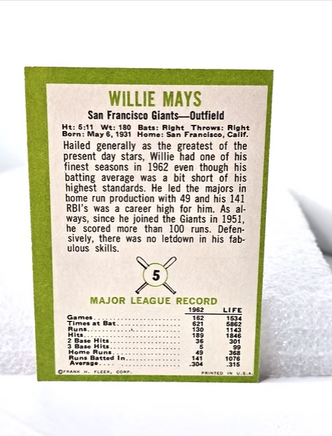 WILLIE MAYS
San Francisco Giants—Outfield
Ht: 5:11 Wt: 180 Bats: Right Throws: Right
Born: May 6, 1931 Home: San Francisco, Calif.
Hailed generally as the greatest of the
present day stars, Willie had one of his
finest seasons in 1962 even though his
batting average was a bit short of his
highest standards. He led the majors in
home run production with 49 and his 141
RBI's was a career high for him. As al-
ways, since he joined the Giants in 1951,
he scored more than 100 runs. Defen-
sively, there was no letdown in his fab-
ulous skills.
5
MAJOR LEAGUE RECORD
1962 LIFE
Games 162 1534
Times at Bat 621 5862
Runs 130 1143
Hits 189 1846
2 Base Hits 36 301
3 Base Hits 5 99
Home Runs 49 368
Runs Batted In 141 1076
Average .304 .315
©FRANK H. FLEER, CORP. PRINTED IN U.S.A.